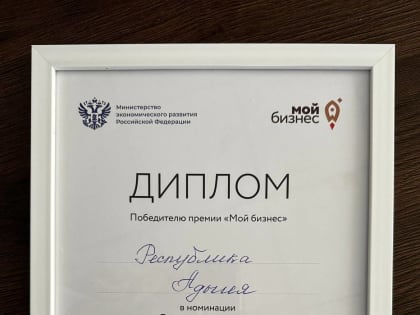 Министерство
экономического развития
Российской Федерации
мой
бизнес
ДИПЛОМ
Победителю премии «Мой бизнес»
Республика
Адыгея
в номинации